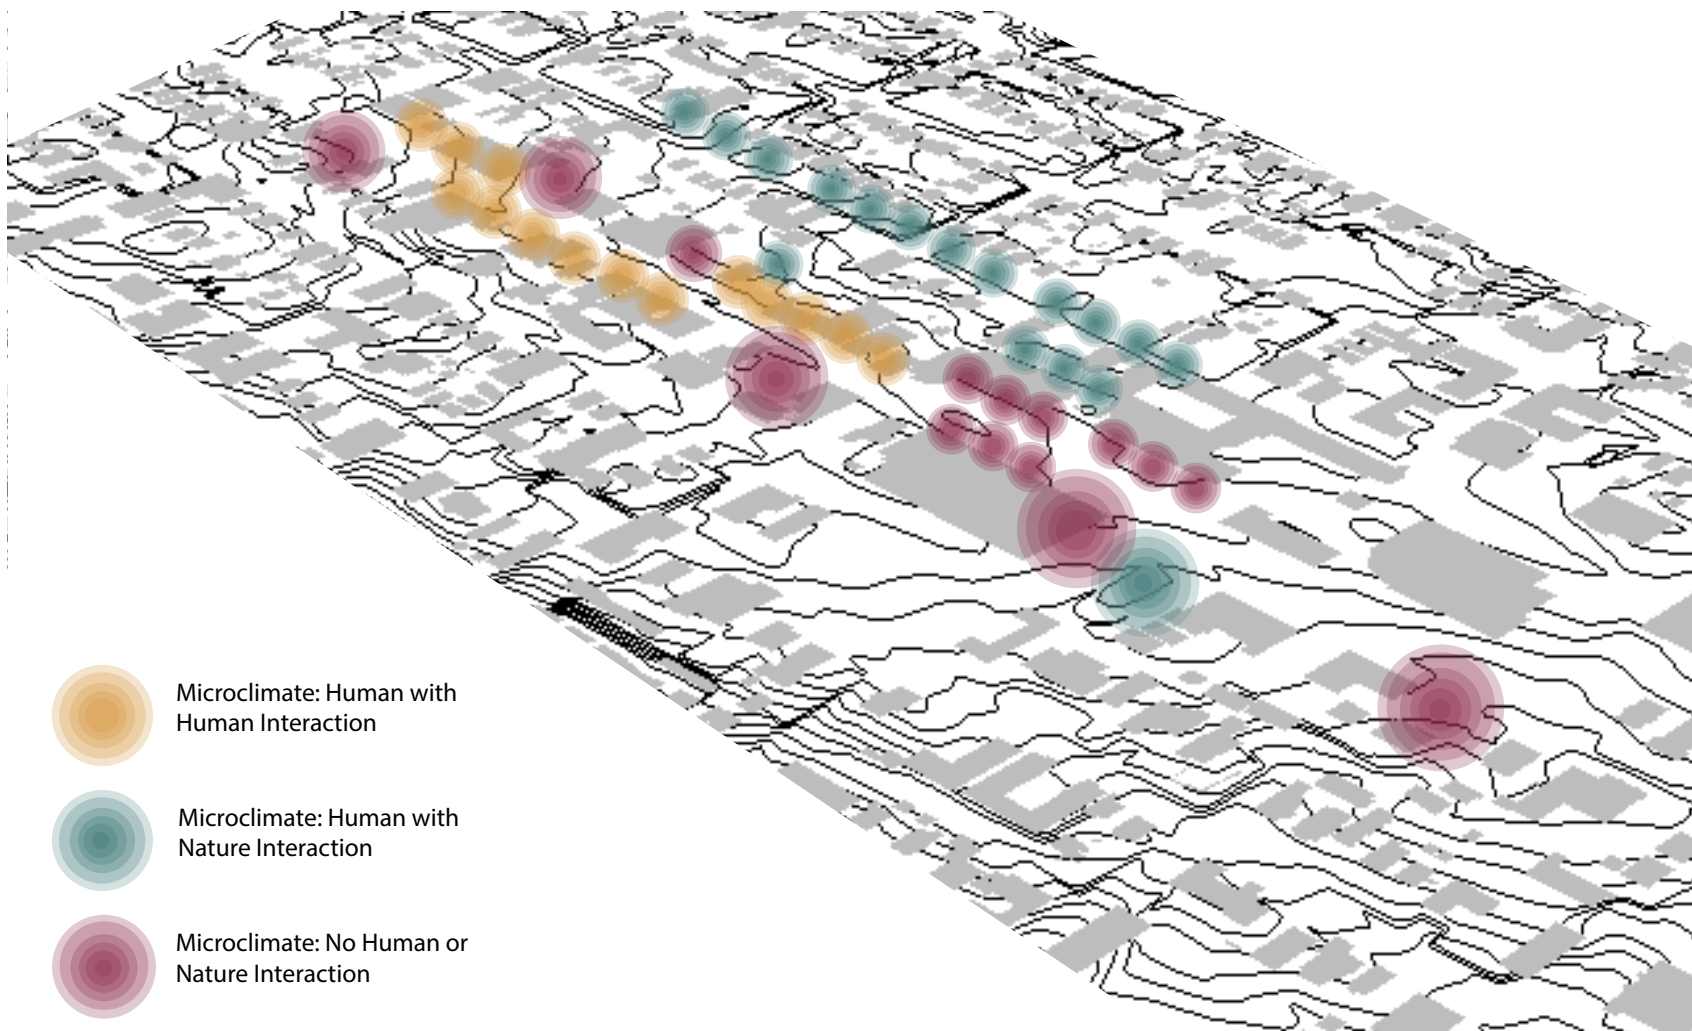 Microclimate: Human with
Human Interaction
Microclimate: Human with
Nature Interaction
Microclimate: No Human or
Nature Interaction